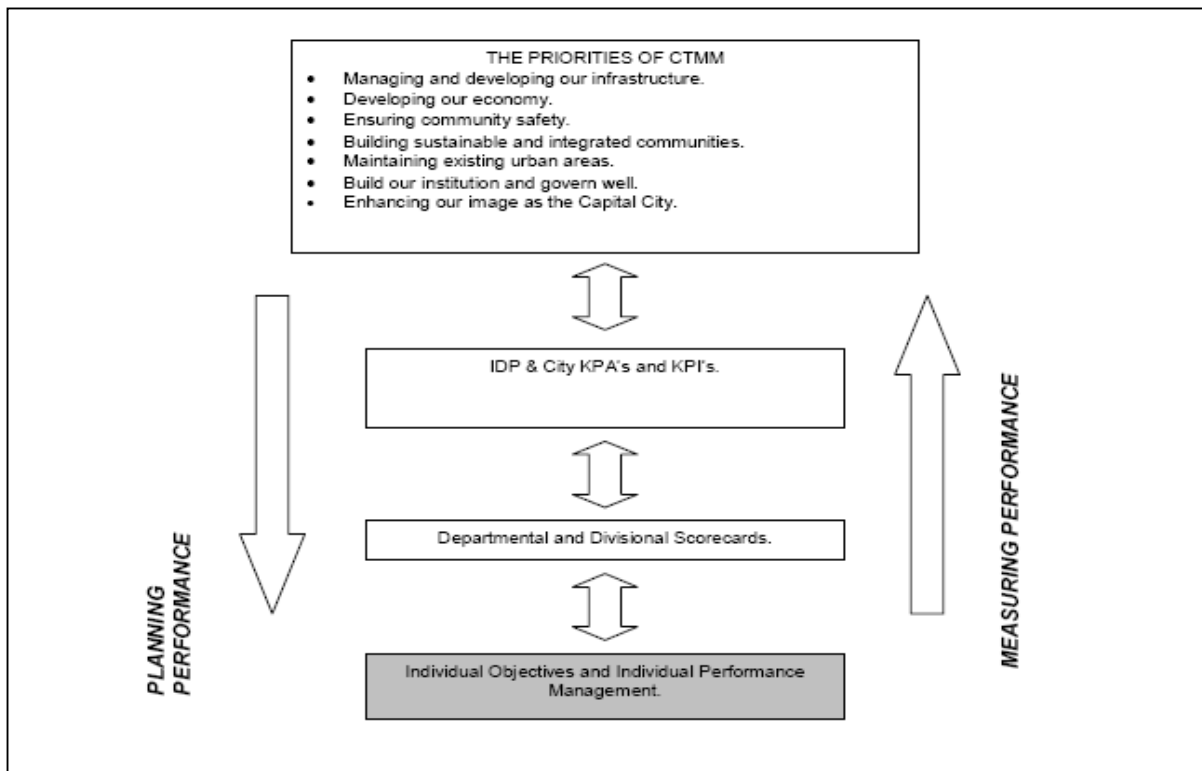 THE PRIORITIES OF CTMM
• Managing and developing our infrastructure.
• Developing our economy.
• Ensuring community safety.
• Building sustainable and integrated communities.
• Maintaining existing urban areas.
• Build our institution and govern well.
• Enhancing our image as the Capital City.
IDP & City KPA's and KPI's.
Departmental and Divisional Scorecards.
Individual Objectives and Individual Performance
Management.
PLANNING
PERFORMANCE
MEASURING PERFORMANCE